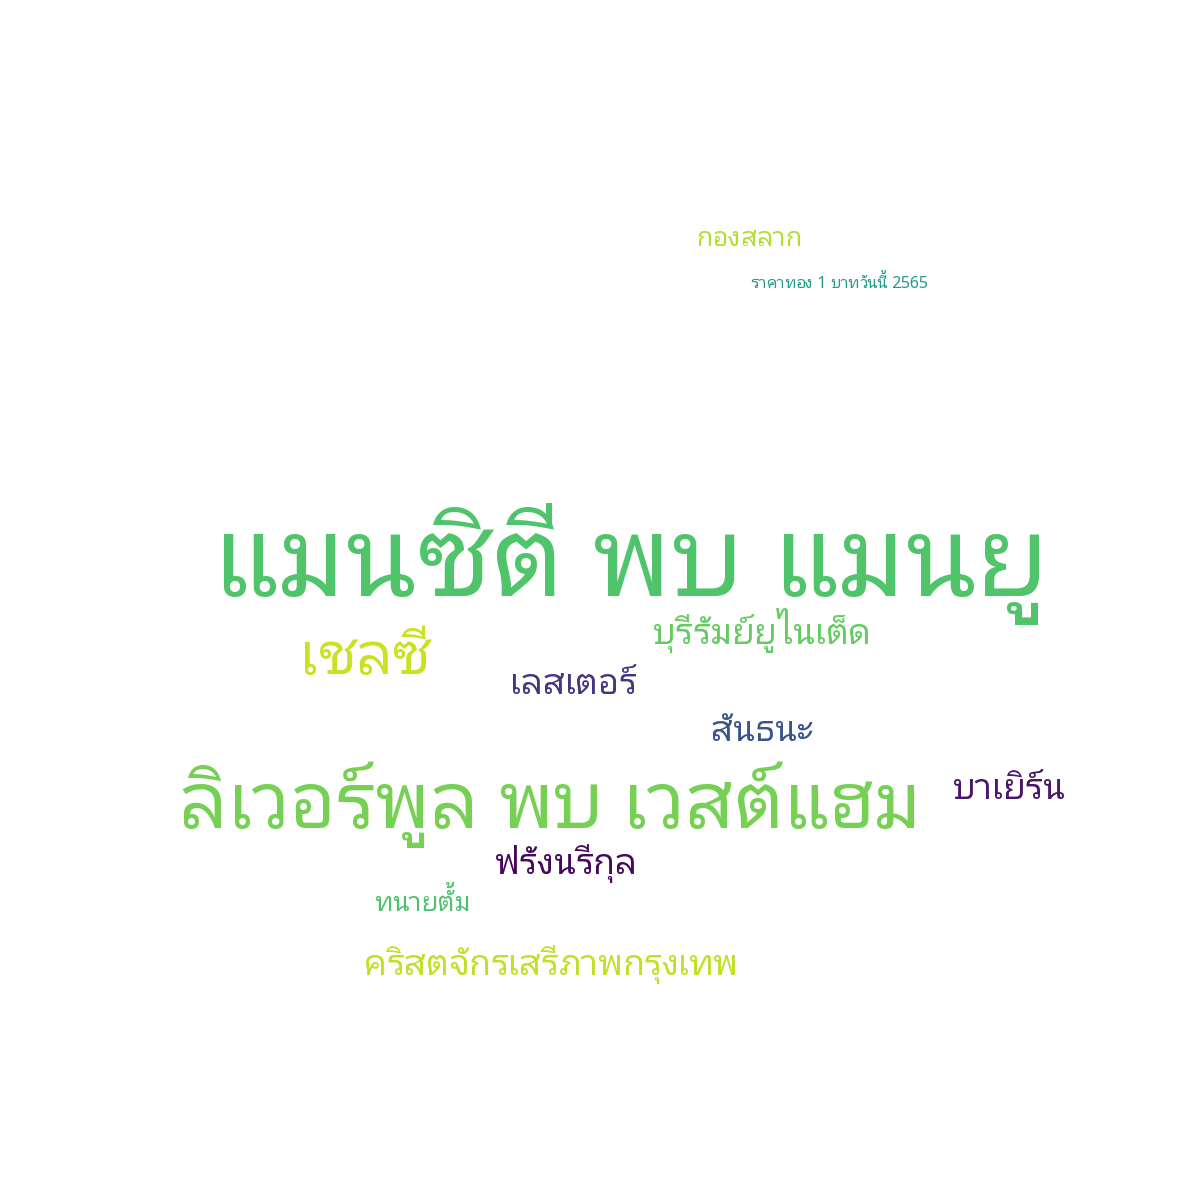 กองสลาก
ราคาทอง 1 บาทวันนี้ 2565
แมนซิตี พบ แมนยู
บุรีรัมย์ยูไนเต็ด
เชลซี
เลสเตอร์
สันธนะ
ลิเวอร์พูล พบ เวสต์แฮม
บาเยิร์น
ฟรังนรีกุล
ทนายตั้ม
คริสตจักรเสรีภาพกรุงเทพ